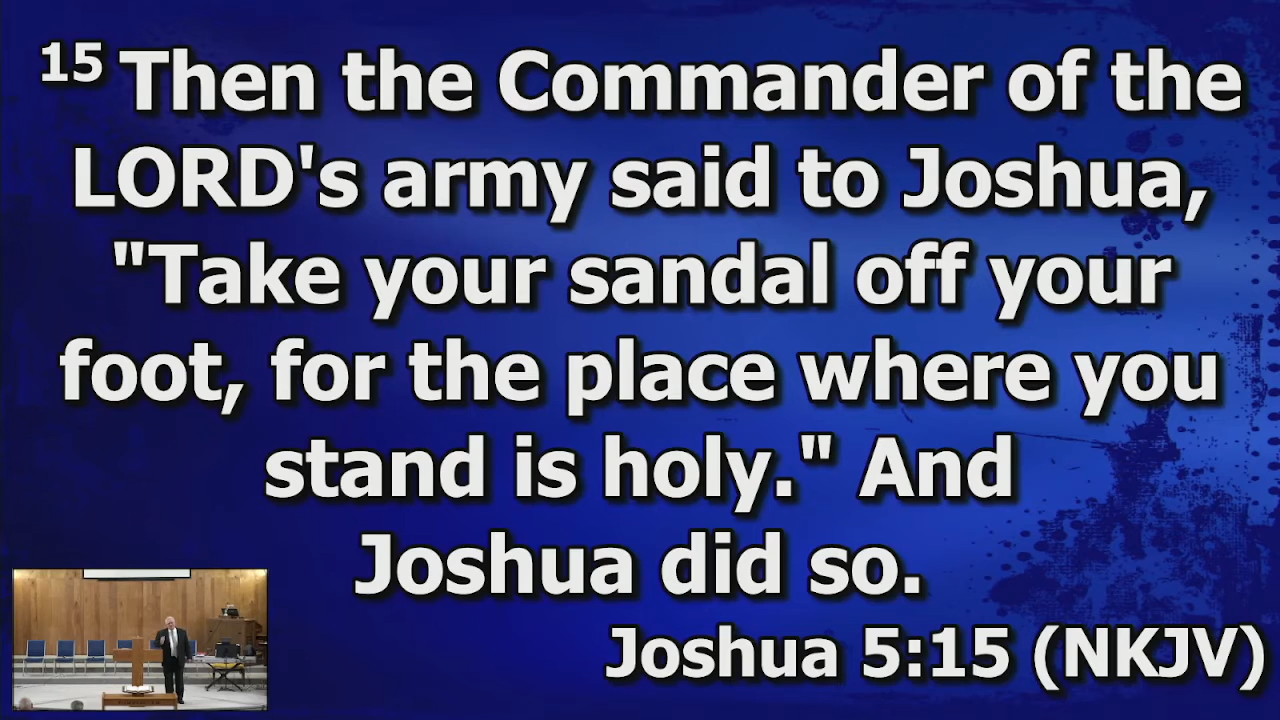 15 Then the Commander of the
LORD's army said to Joshua,
"Take your sandal off your
foot, for the place where you
stand is holy." And
Joshua did so.
Joshua 5:15 (NKJV)